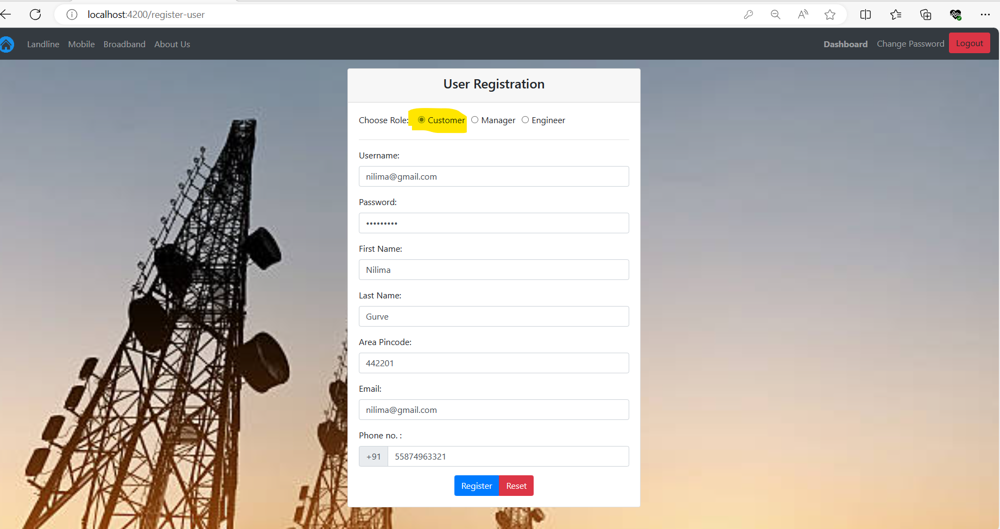 localhost:4200/register-user
Landline Mobile Broadband About Us Dashboard Change Password Logout
User Registration
Choose Role: Customer Manager Engineer
Username:
nilima@gmail.com
Password:
•••••••••
First Name:
Nilima
Last Name:
Gurve
Area Pincode:
442201
Email:
nilima@gmail.com
Phone no. :
+91 55874963321
Register Reset